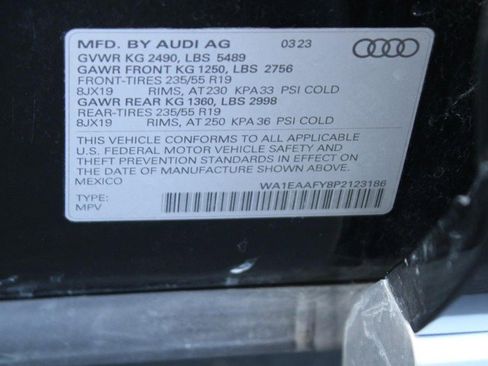 MFD. BY AUDI AG 03 23
GVWR KG 2490, LBS 5489
GAWR FRONT KG 1250, LBS 2756
FRONT-TIRES 235/55 R19
8JX19 RIMS, AT 230 KPA 33 PSI COLD
GAWR REAR KG 1360, LBS 2998
REAR-TIRES 235/55 R19
8JX19 RIMS, AT 250 KPA 36 PSI COLD
THIS VEHICLE CONFORMS TO ALL APPLICABLE
U.S. FEDERAL MOTOR VEHICLE SAFETY AND
THEFT PREVENTION STANDARDS IN EFFECT ON
THE DATE OF MANUFACTURE SHOWN ABOVE.
MEXICO
WA1EAAFY8P2123186
TYPE:
MPV